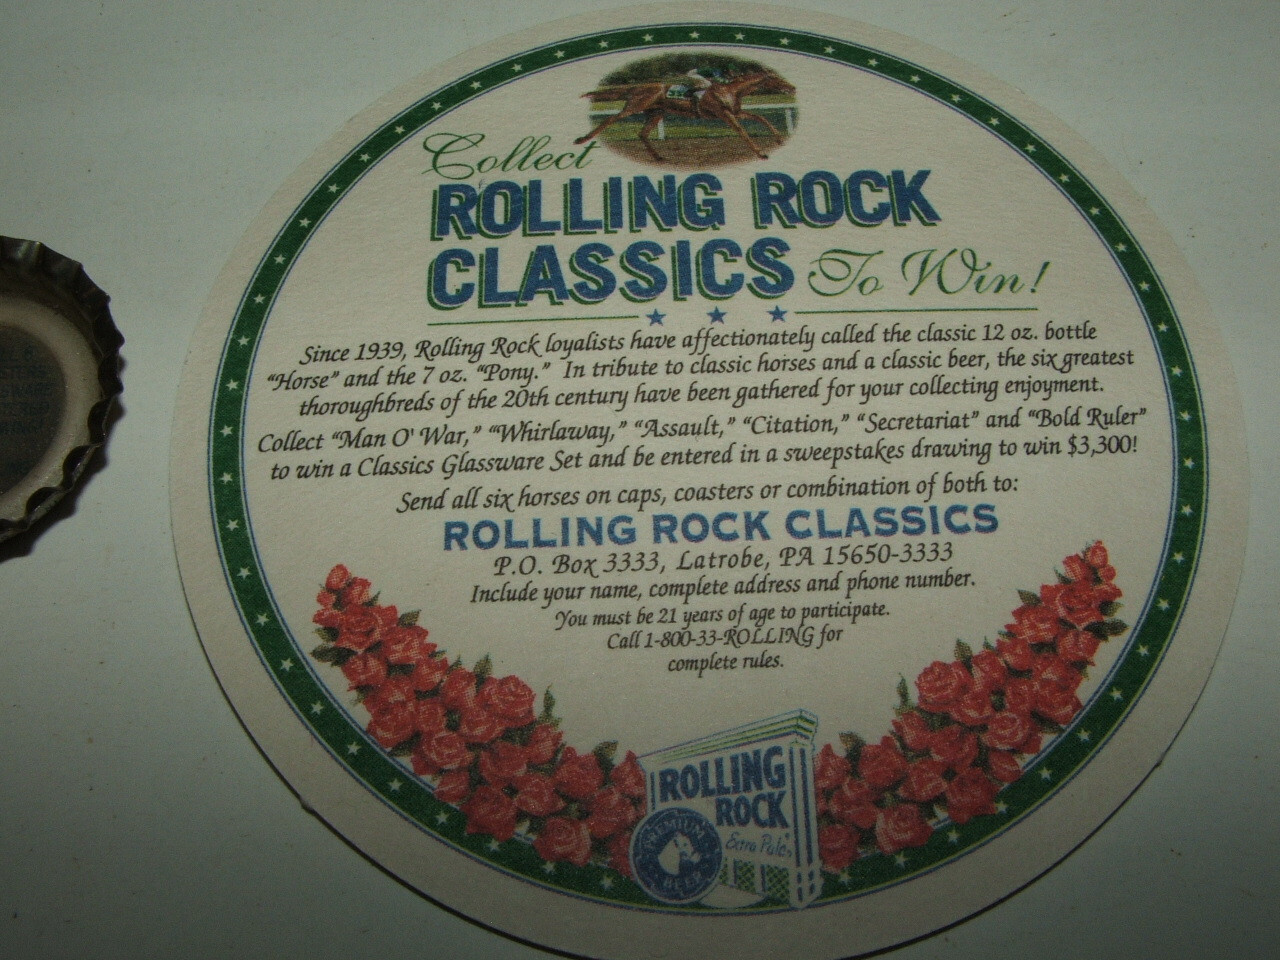 Collect
ROLLING ROCK
CLASSICS To Win!
Since 1939, Rolling Rock loyalists have affectionately called the classic 12 oz. bottle
“Horse” and the 7 oz. “Pony.” In tribute to classic horses and a classic beer, the six greatest
thoroughbreds of the 20th century have been gathered for your collecting enjoyment.
Collect “Man O' War,” “Whirlaway,” “Assault,” “Citation,” “Secretariat” and “Bold Ruler”
to win a Classics Glassware Set and be entered in a sweepstakes drawing to win $3,300!
Send all six horses on caps, coasters or combination of both to:
ROLLING ROCK CLASSICS
P.O. Box 3333, Latrobe, PA 15650-3333
Include your name, complete address and phone number.
You must be 21 years of age to participate.
Call 1-800-33-ROLLING for
complete rules.
ROLLING
ROCK
Extra Pale
PREMIUM
BEER